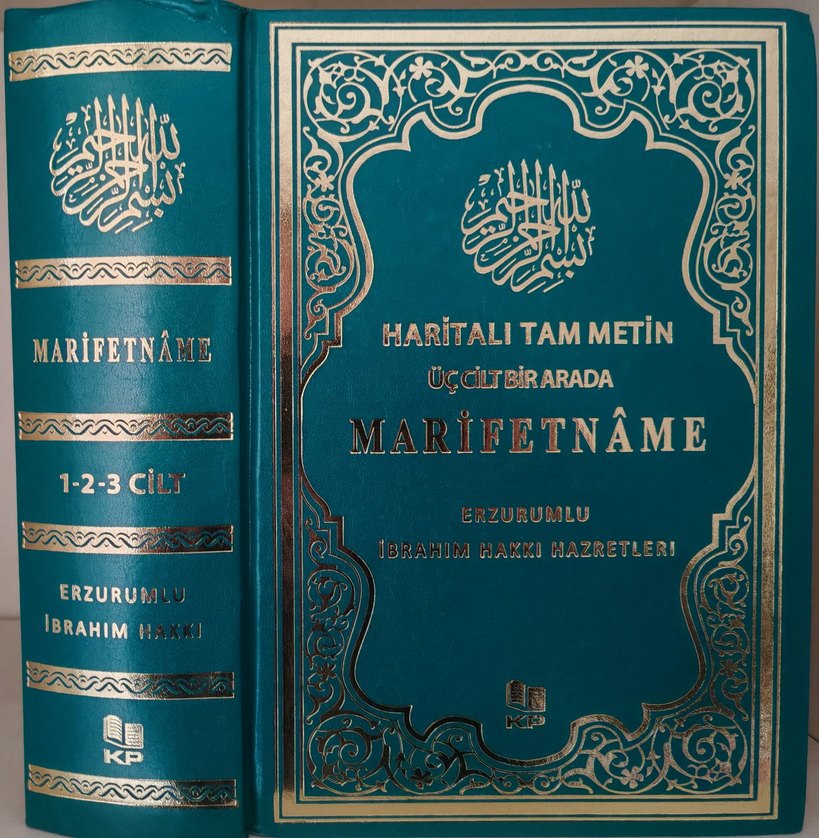 بسم الله الرحمن الرحيم
MARİFETNÂME
1-2-3 CİLT
ERZURUMLU
İBRAHIM HAKKI
KP
بسم الله الرحمن الرحيم
HARİTALI TAM METİN
ÜÇ CİLT BİR ARADA
MARİFETNÂME
ERZURUMLU
İBRAHIM HAKKI HAZRETLERI
KP